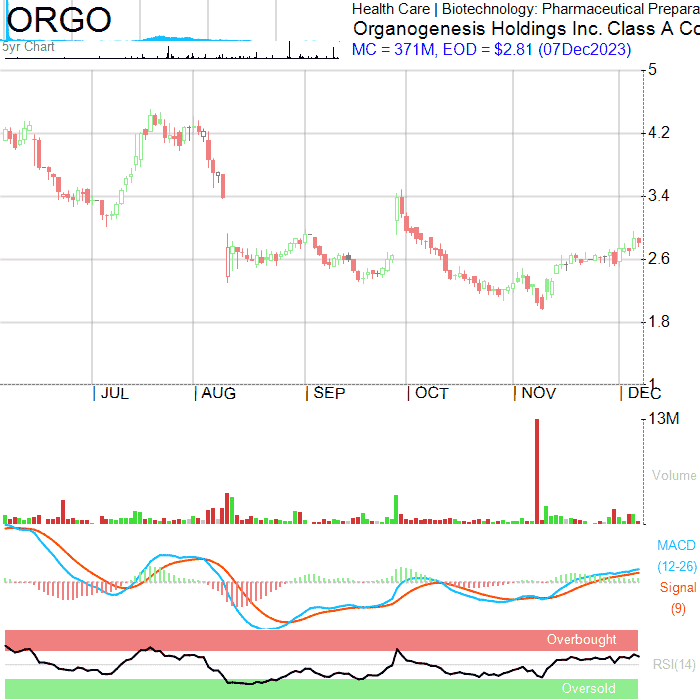 ORGO
5yr Chart
Health Care | Biotechnology: Pharmaceutical Prepara
Organogenesis Holdings Inc. Class A Co
MC = 371M, EOD = $2.81 (07Dec2023)
5
4.2
3.4
2.6
1.8
1
JUL
AUG
SEP
OCT
NOV
DEC
13M
Volume
MACD
(12-26)
Signal
(9)
Overbought
RSI(14)
Oversold